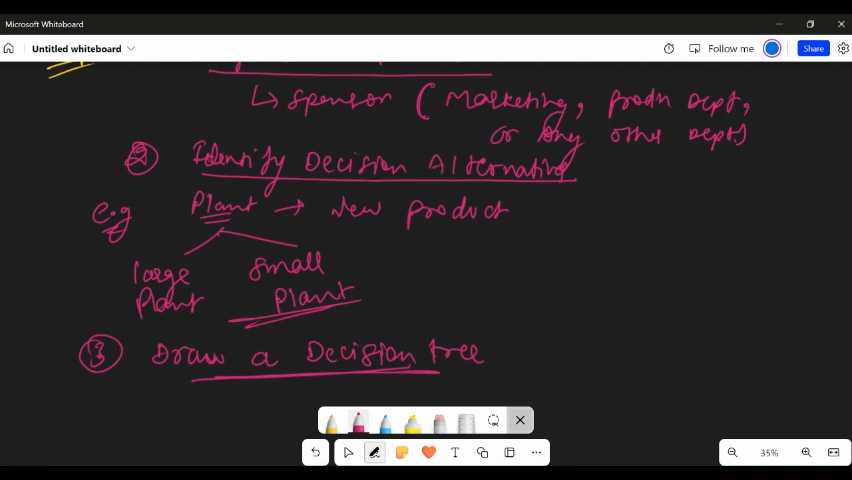 Microsoft Whiteboard
Untitled whiteboard
Follow me
Share
↳ Sponsor (Marketing, Prodn Dept,
or any other Dept.)
② Identify Decision Alternative
e.g Plant → New product
large small
plant plant
③ Draw a Decision tree
35%